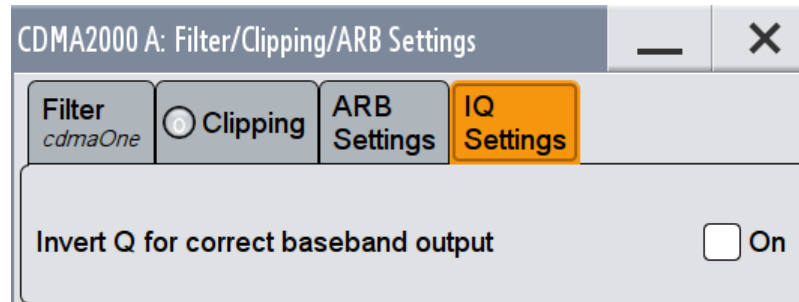 CDMA2000 A: Filter/Clipping/ARB Settings
Filter
cdmaOne
Clipping
ARB
Settings
IQ
Settings
Invert Q for correct baseband output
On